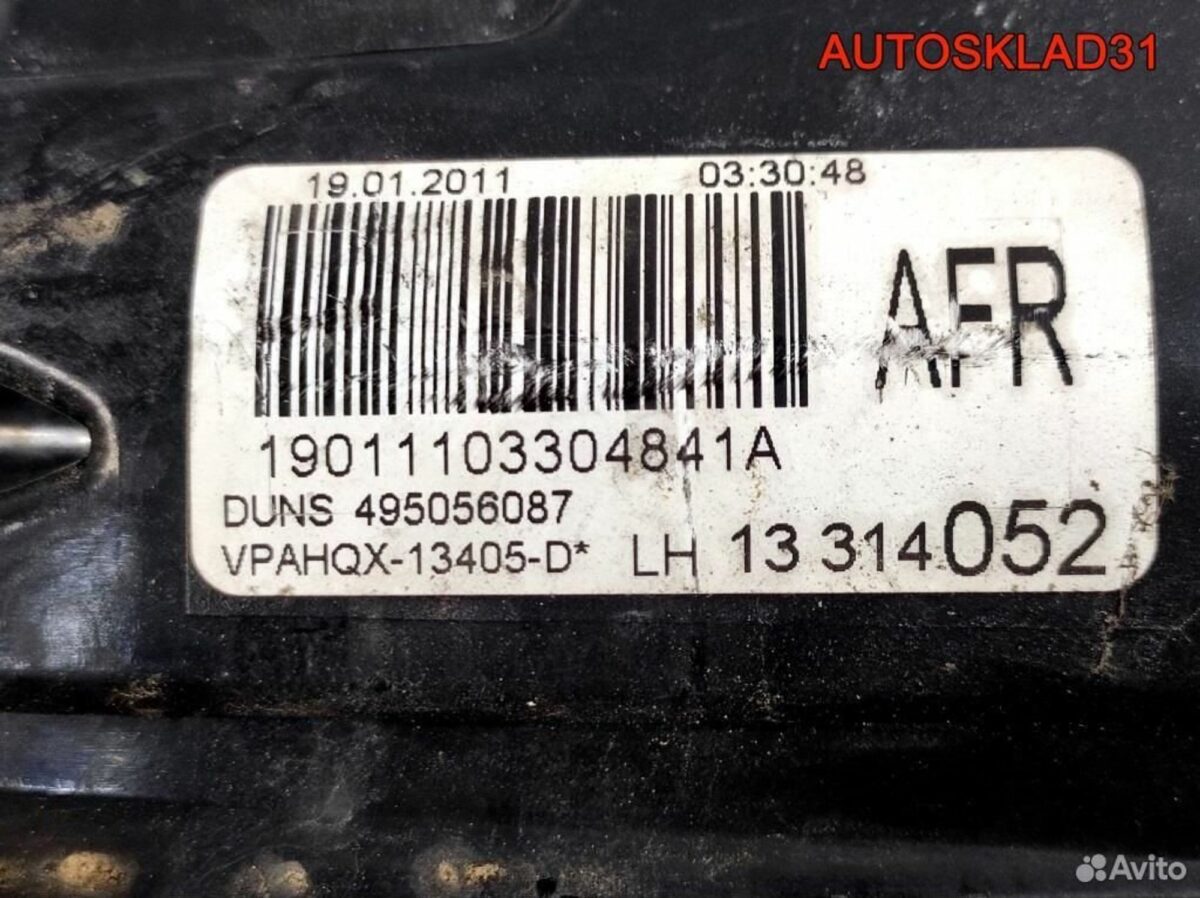 AUTOSKLAD31
19.01.2011 03:30:48
AFR
19011103304841A
DUNS 495056087
VPAHQX-13405-D* LH 13 314052
Avito